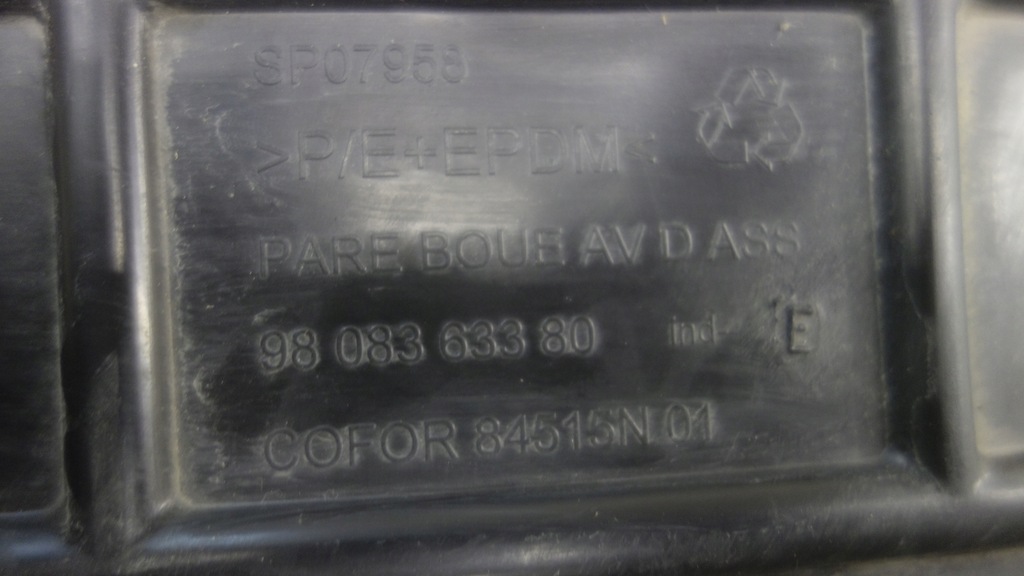 SP07958
>P/E+EPDM<
PARE BOUE AV D ASS
98 083 633 80 ind E
COFOR 84515N 01